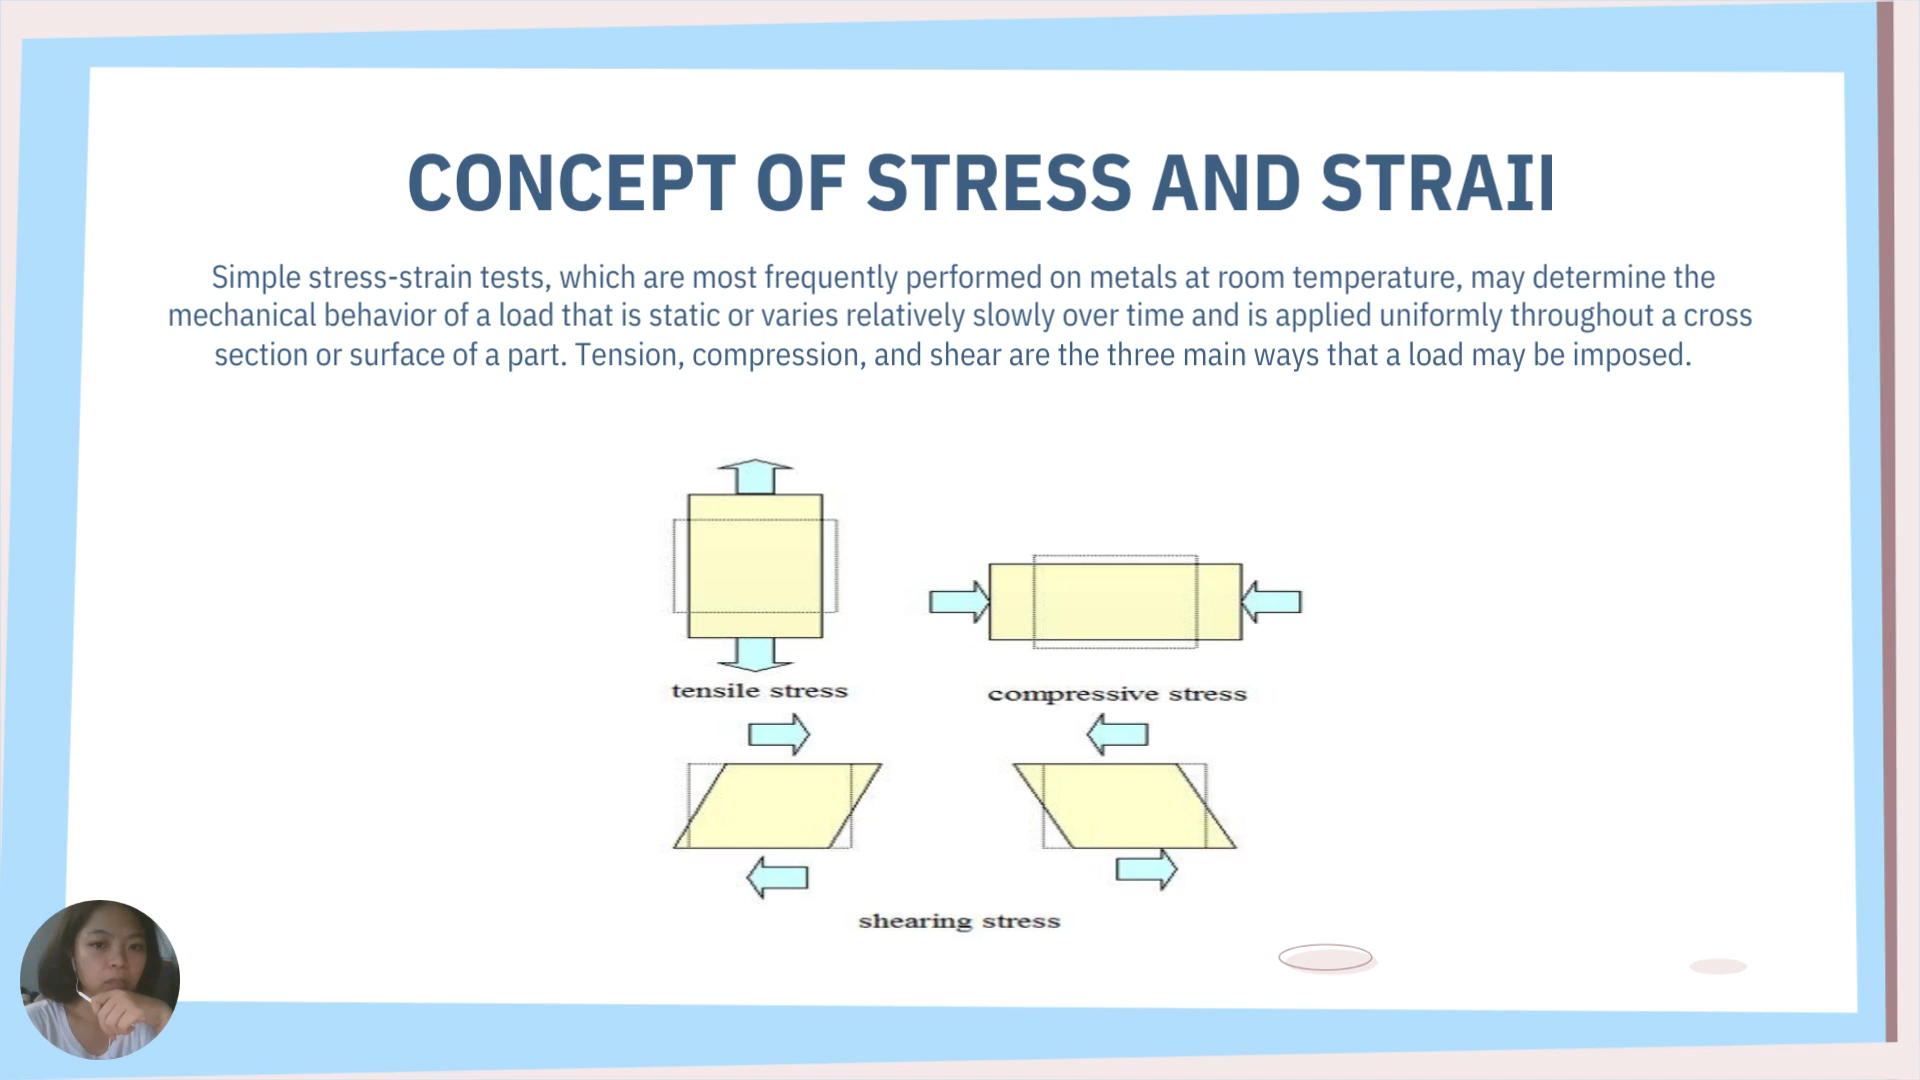 CONCEPT OF STRESS AND STRAII
Simple stress-strain tests, which are most frequently performed on metals at room temperature, may determine the
mechanical behavior of a load that is static or varies relatively slowly over time and is applied uniformly throughout a cross
section or surface of a part. Tension, compression, and shear are the three main ways that a load may be imposed.
tensile stress
compressive stress
shearing stress